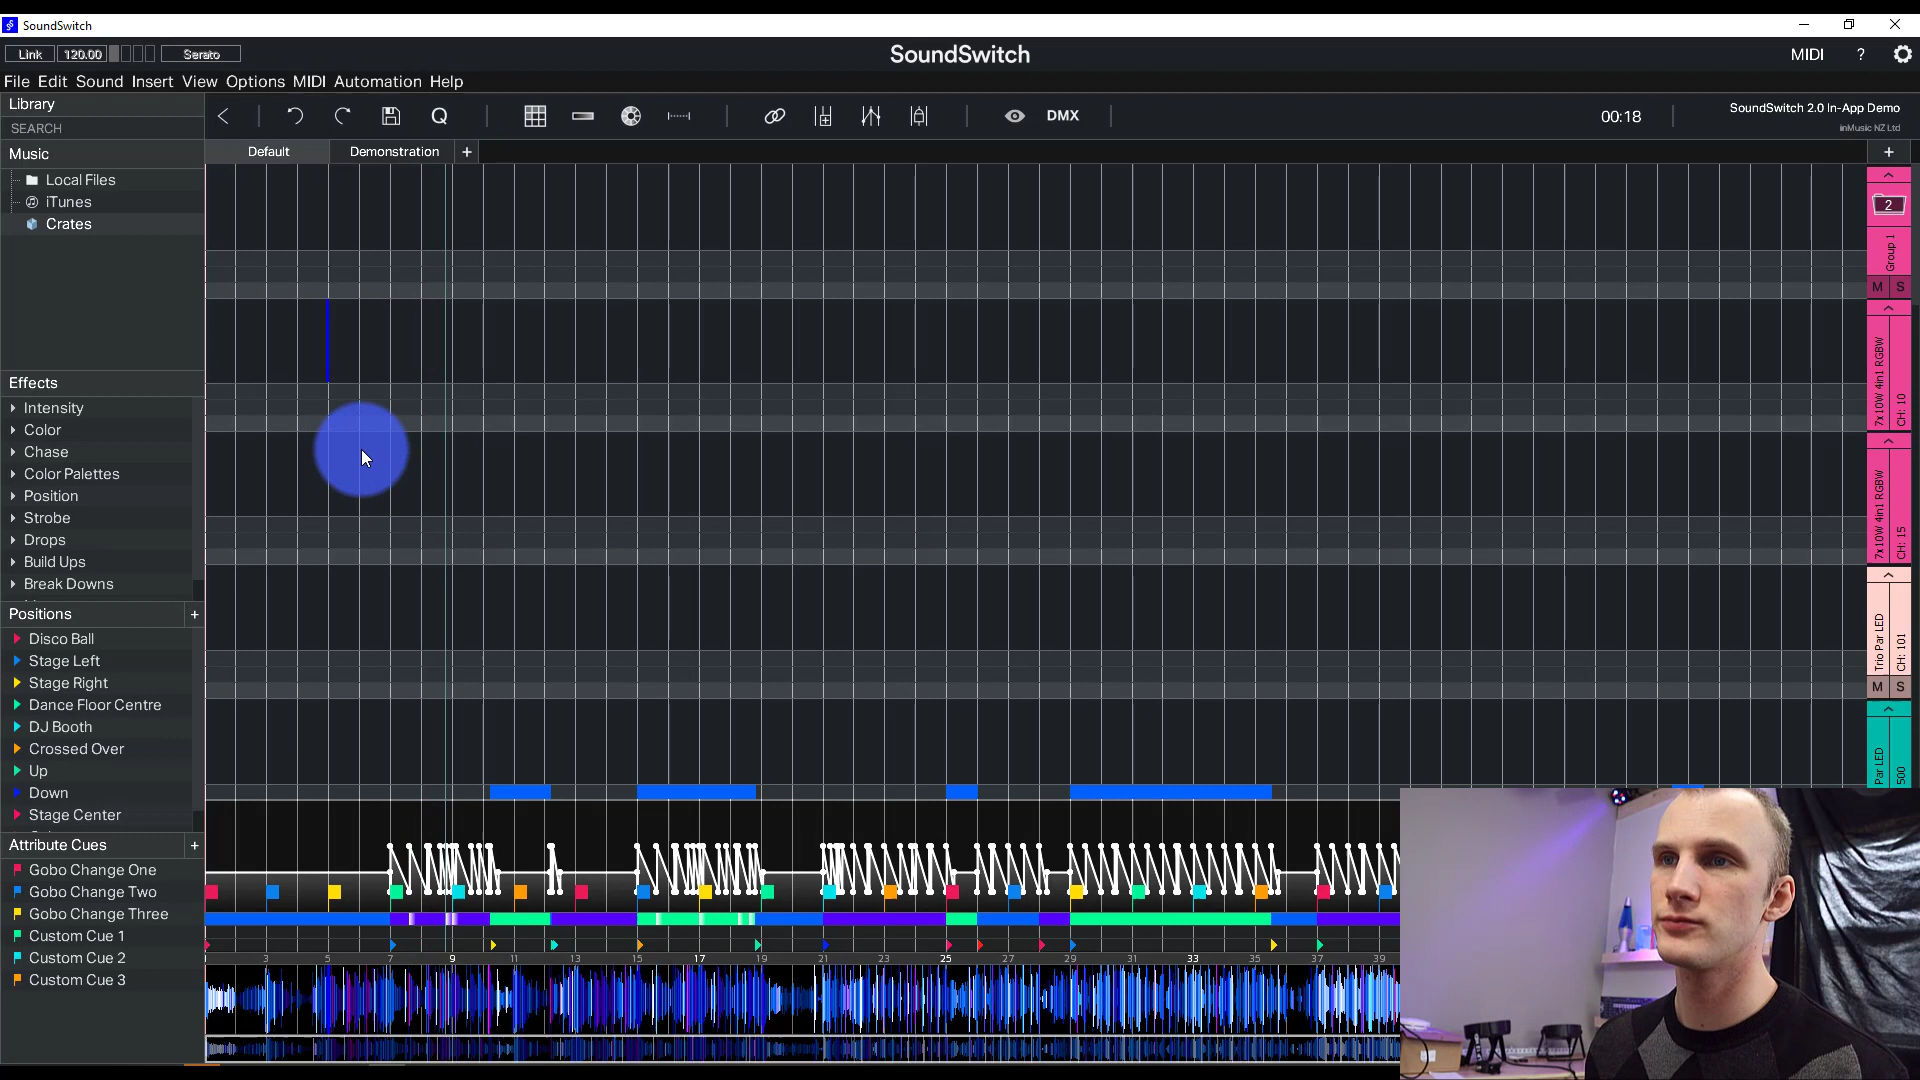 SoundSwitch
Link 120.00 Serato
SoundSwitch
MIDI ?
File Edit Sound Insert View Options MIDI Automation Help
Library
SEARCH
Q
DMX
00:18
SoundSwitch 2.0 In-App Demo
inMusic NZ Ltd
Music
Default Demonstration + +
Local Files
iTunes
Crates
Effects
Intensity
Color
Chase
Color Palettes
Position
Strobe
Drops
Build Ups
Break Downs
Positions +
Disco Ball
Stage Left
Stage Right
Dance Floor Centre
DJ Booth
Crossed Over
Up
Down
Stage Center
Attribute Cues +
Gobo Change One
Gobo Change Two
Gobo Change Three
Custom Cue 1
Custom Cue 2
Custom Cue 3
2
Group 1
M S
7x10W 4in1 RGBW
CH: 10
7x10W 4in1 RGBW
CH: 15
Trio Par LED
CH: 101
M S
Par LED
500
3 5 7 9 11 13 15 17 19 21 23 25 27 29 31 33 35 37 39